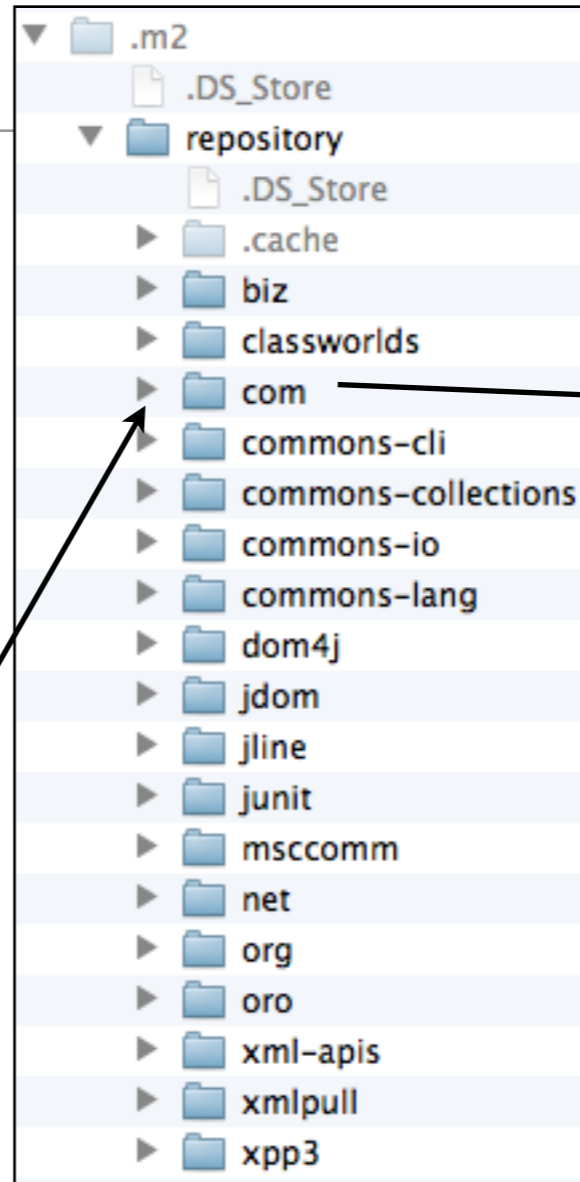 .m2
.DS_Store
repository
.DS_Store
.cache
biz
classworlds
com
commons-cli
commons-collections
commons-io
commons-lang
dom4j
jdom
jline
junit
msccomm
net
org
oro
xml-apis
xmlpull
xpp3